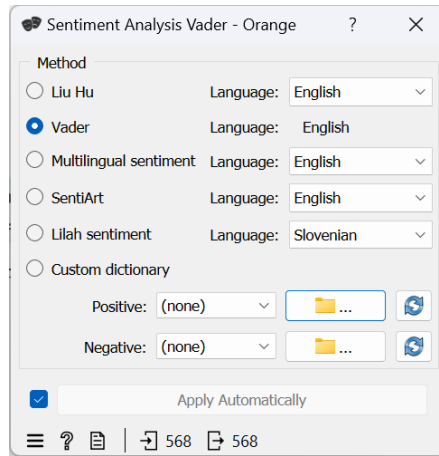 Sentiment Analysis Vader - Orange ?
Method
Liu Hu Language: English
Vader Language: English
Multilingual sentiment Language: English
SentiArt Language: English
Lilah sentiment Language: Slovenian
Custom dictionary
Positive: (none) ...
Negative: (none) ...
Apply Automatically
? 568 568